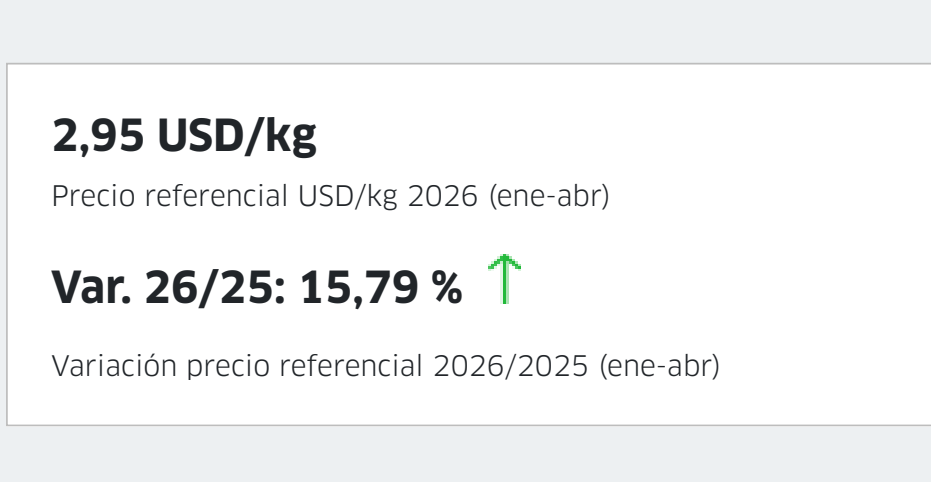 2,95 USD/kg
Precio referencial USD/kg 2026 (ene-abr)
Var. 26/25: 15,79 %
Variación precio referencial 2026/2025 (ene-abr)